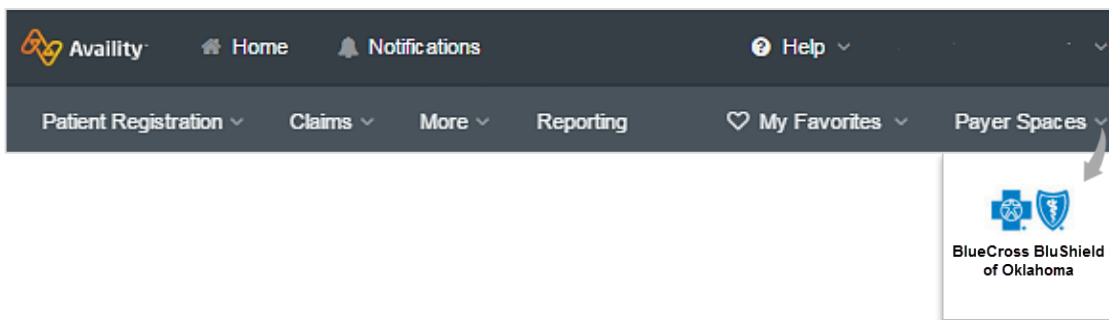 Availity Home Notifications Help
Patient Registration Claims More Reporting My Favorites Payer Spaces
BlueCross BluShield
of Oklahoma